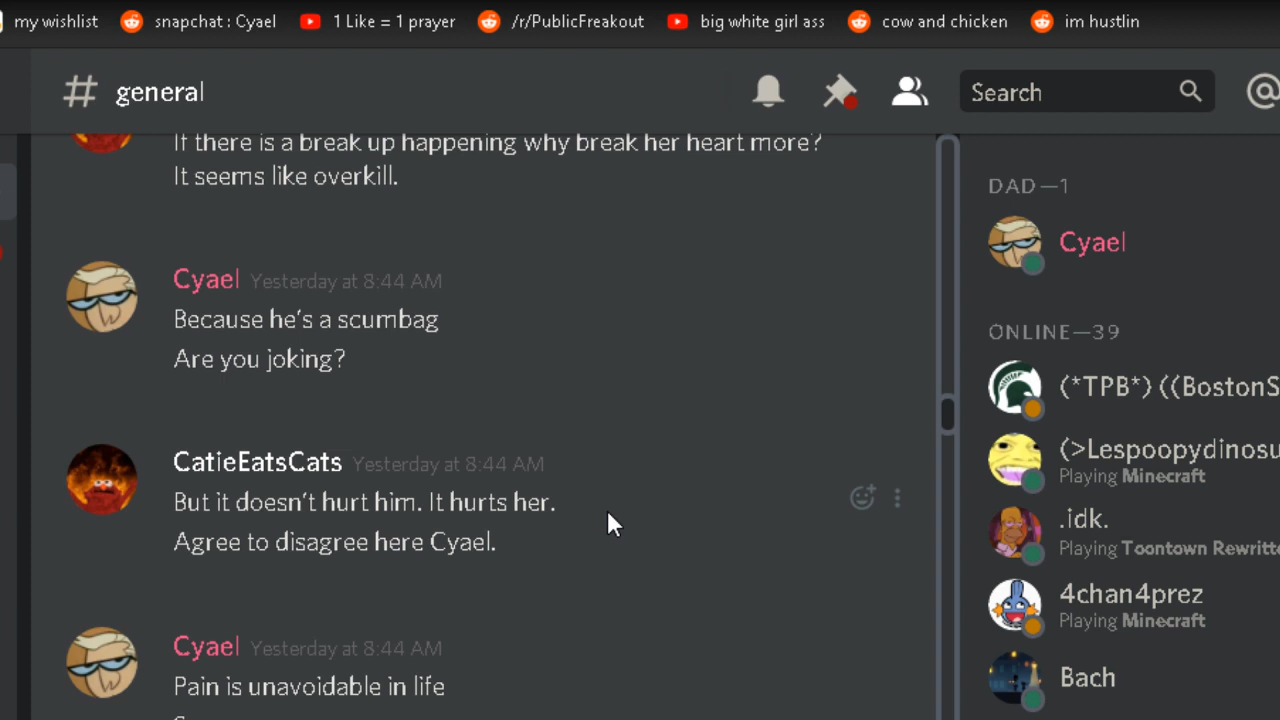 my wishlist
snapchat : Cyael
1 Like = 1 prayer
/r/PublicFreakout
big white girl ass
cow and chicken
im hustlin
# general
Search
If there is a break up happening why break her heart more?
It seems like overkill.
Cyael Yesterday at 8:44 AM
Because he's a scumbag
Are you joking?
CatieEatsCats Yesterday at 8:44 AM
But it doesn't hurt him. It hurts her.
Agree to disagree here Cyael.
Cyael Yesterday at 8:44 AM
Pain is unavoidable in life
DAD—1
Cyael
ONLINE—39
(*TPB*) ((BostonS
(>Lespoopydinosu
Playing Minecraft
.idk.
Playing Toontown Rewritte
4chan4prez
Playing Minecraft
Bach